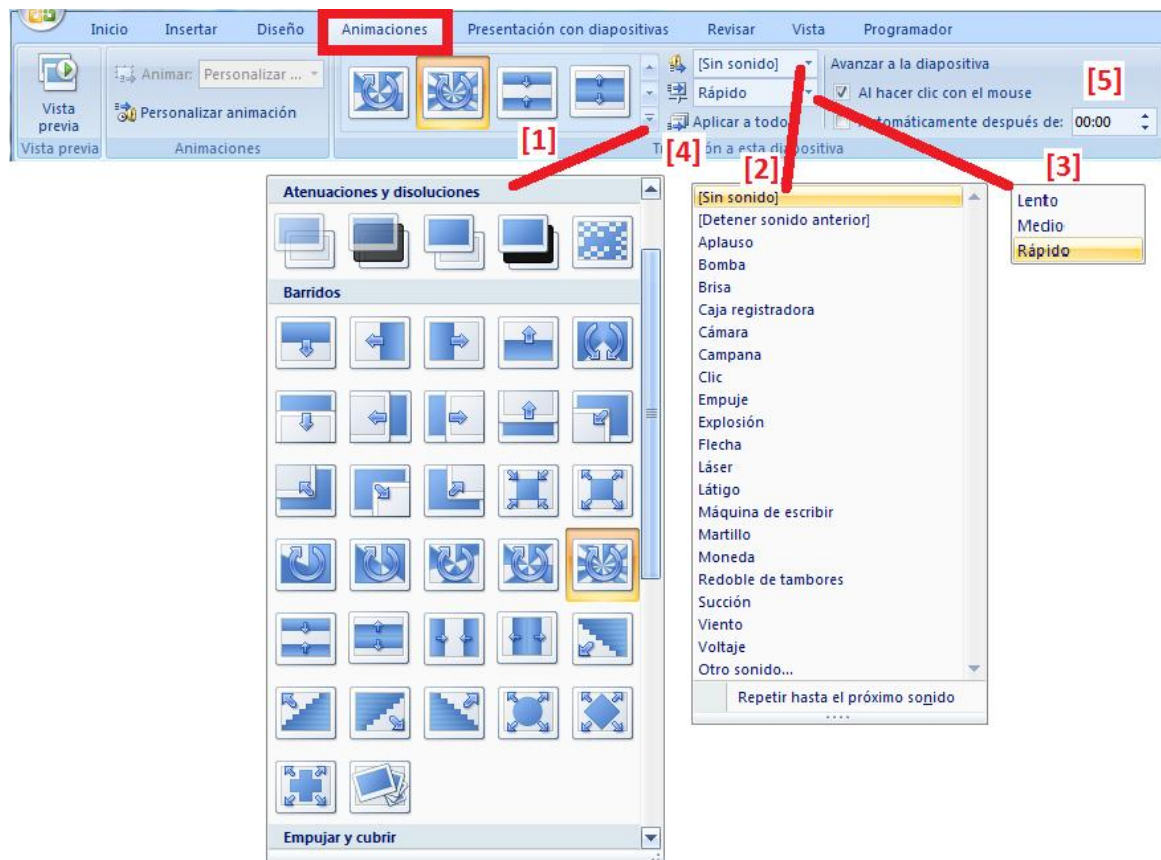 Inicio Insertar Diseño Animaciones Presentación con diapositivas Revisar Vista Programador
Vista previa
Animar: Personalizar ...
Personalizar animación
[Sin sonido]
Rápido
Aplicar a todo
Avanzar a la diapositiva
Al hacer clic con el mouse
Automáticamente después de: 00:00
[5]
Vista previa
Animaciones
Transición a esta diapositiva
[1]
[4]
[2]
[3]
Atenuaciones y disoluciones
Barridos
Empujar y cubrir
[Sin sonido]
[Detener sonido anterior]
Aplauso
Bomba
Brisa
Caja registradora
Cámara
Campana
Clic
Empuje
Explosión
Flecha
Láser
Látigo
Máquina de escribir
Martillo
Moneda
Redoble de tambores
Succión
Viento
Voltaje
Otro sonido...
Repetir hasta el próximo sonido
Lento
Medio
Rápido